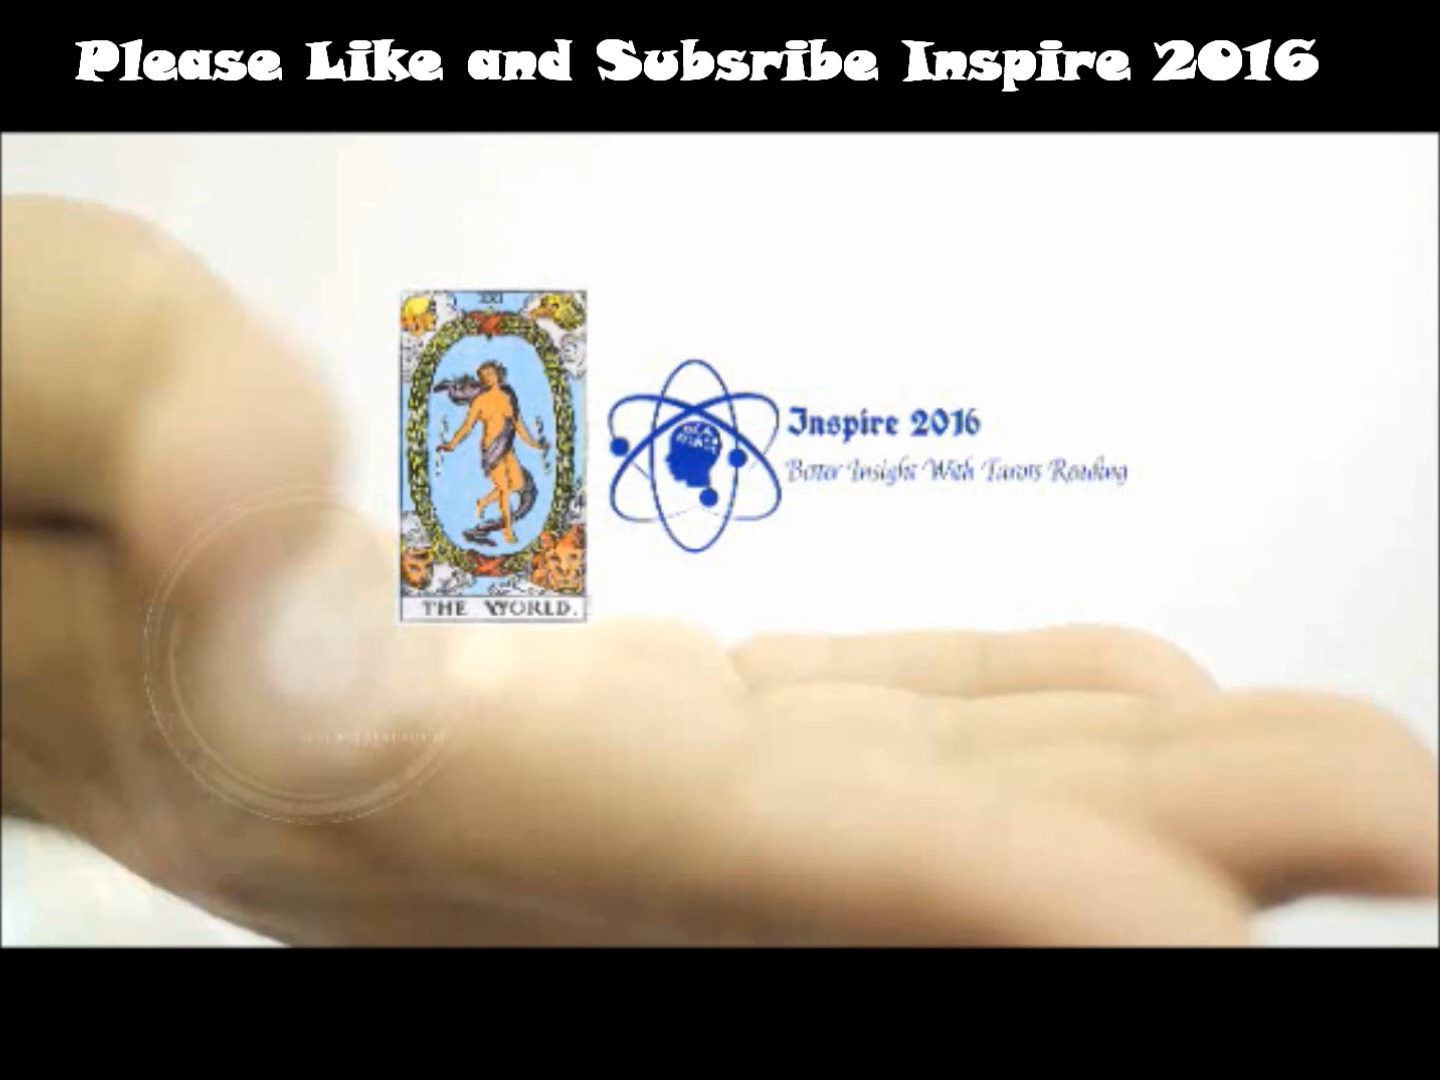 Please Like and Subsribe Inspire 2016
XXI
THE WORLD.
Inspire 2016
Better Insight With Tarots Reading